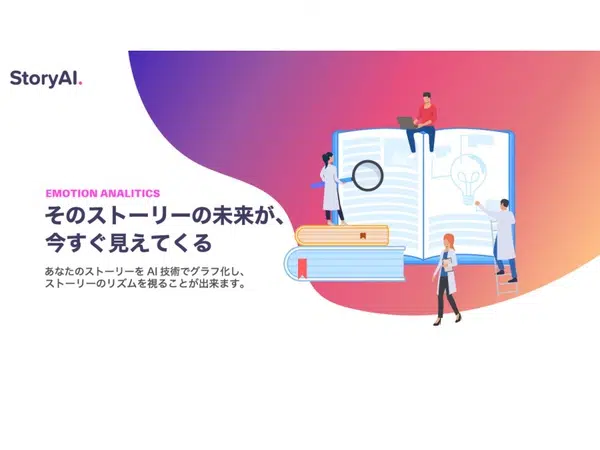 StoryAI.
EMOTION ANALITICS
そのストーリーの未来が、
今すぐ見えてくる
あなたのストーリーを AI 技術でグラフ化し、
ストーリーのリズムを視ることが出来ます。